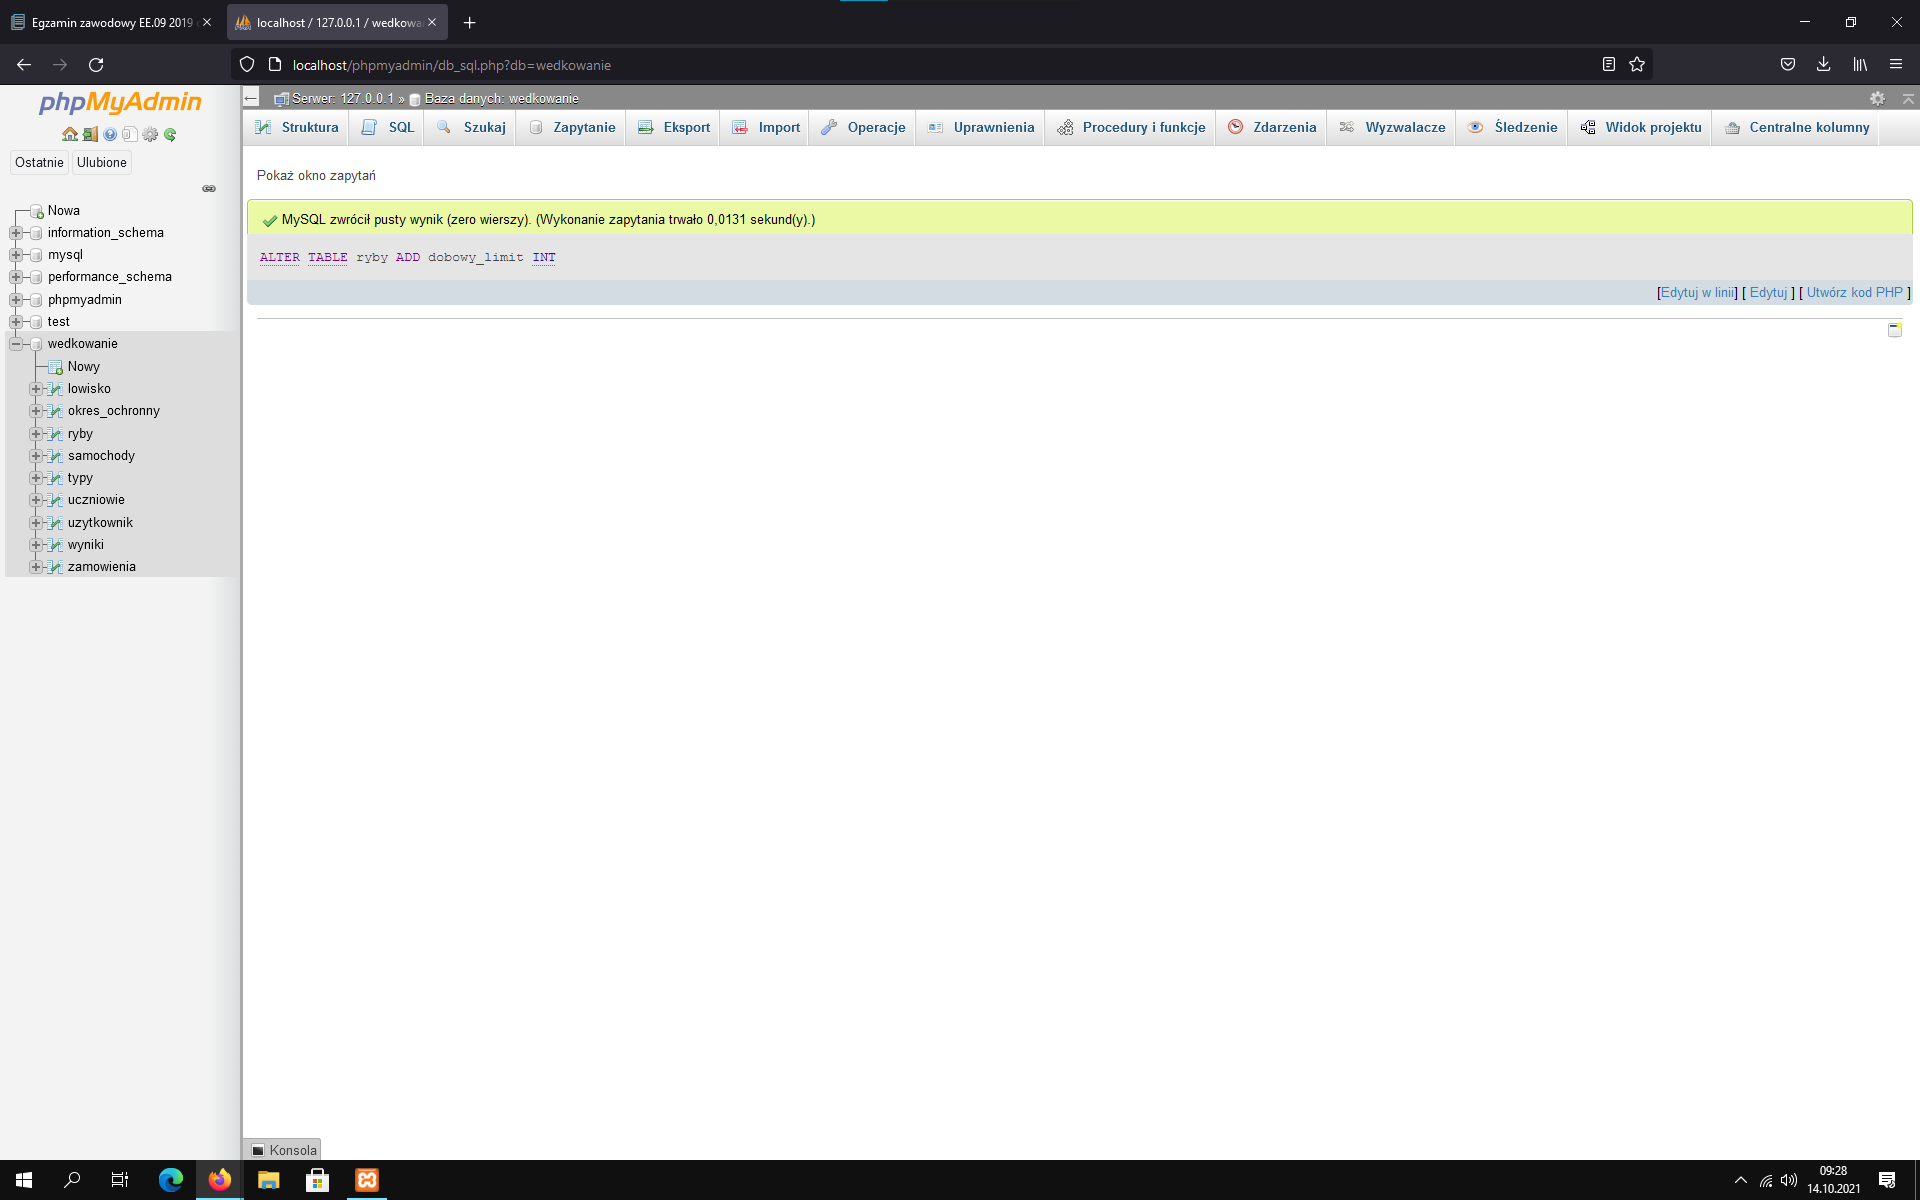 Egzamin zawodowy EE.09 2019
localhost / 127.0.0.1 / wedkowa
localhost/phpmyadmin/db_sql.php?db=wedkowanie
phpMyAdmin
Ostatnie
Ulubione
Nowa
information_schema
mysql
performance_schema
phpmyadmin
test
wedkowanie
Nowy
lowisko
okres_ochronny
ryby
samochody
typy
uczniowie
uzytkownik
wyniki
zamowienia
Serwer: 127.0.0.1 » Baza danych: wedkowanie
Struktura
SQL
Szukaj
Zapytanie
Eksport
Import
Operacje
Uprawnienia
Procedury i funkcje
Zdarzenia
Wyzwalacze
Śledzenie
Widok projektu
Centralne kolumny
Pokaż okno zapytań
MySQL zwrócił pusty wynik (zero wierszy). (Wykonanie zapytania trwało 0,0131 sekund(y).)
ALTER TABLE ryby ADD dobowy_limit INT
[Edytuj w linii] [ Edytuj ] [ Utwórz kod PHP ]
Konsola
09:28
14.10.2021